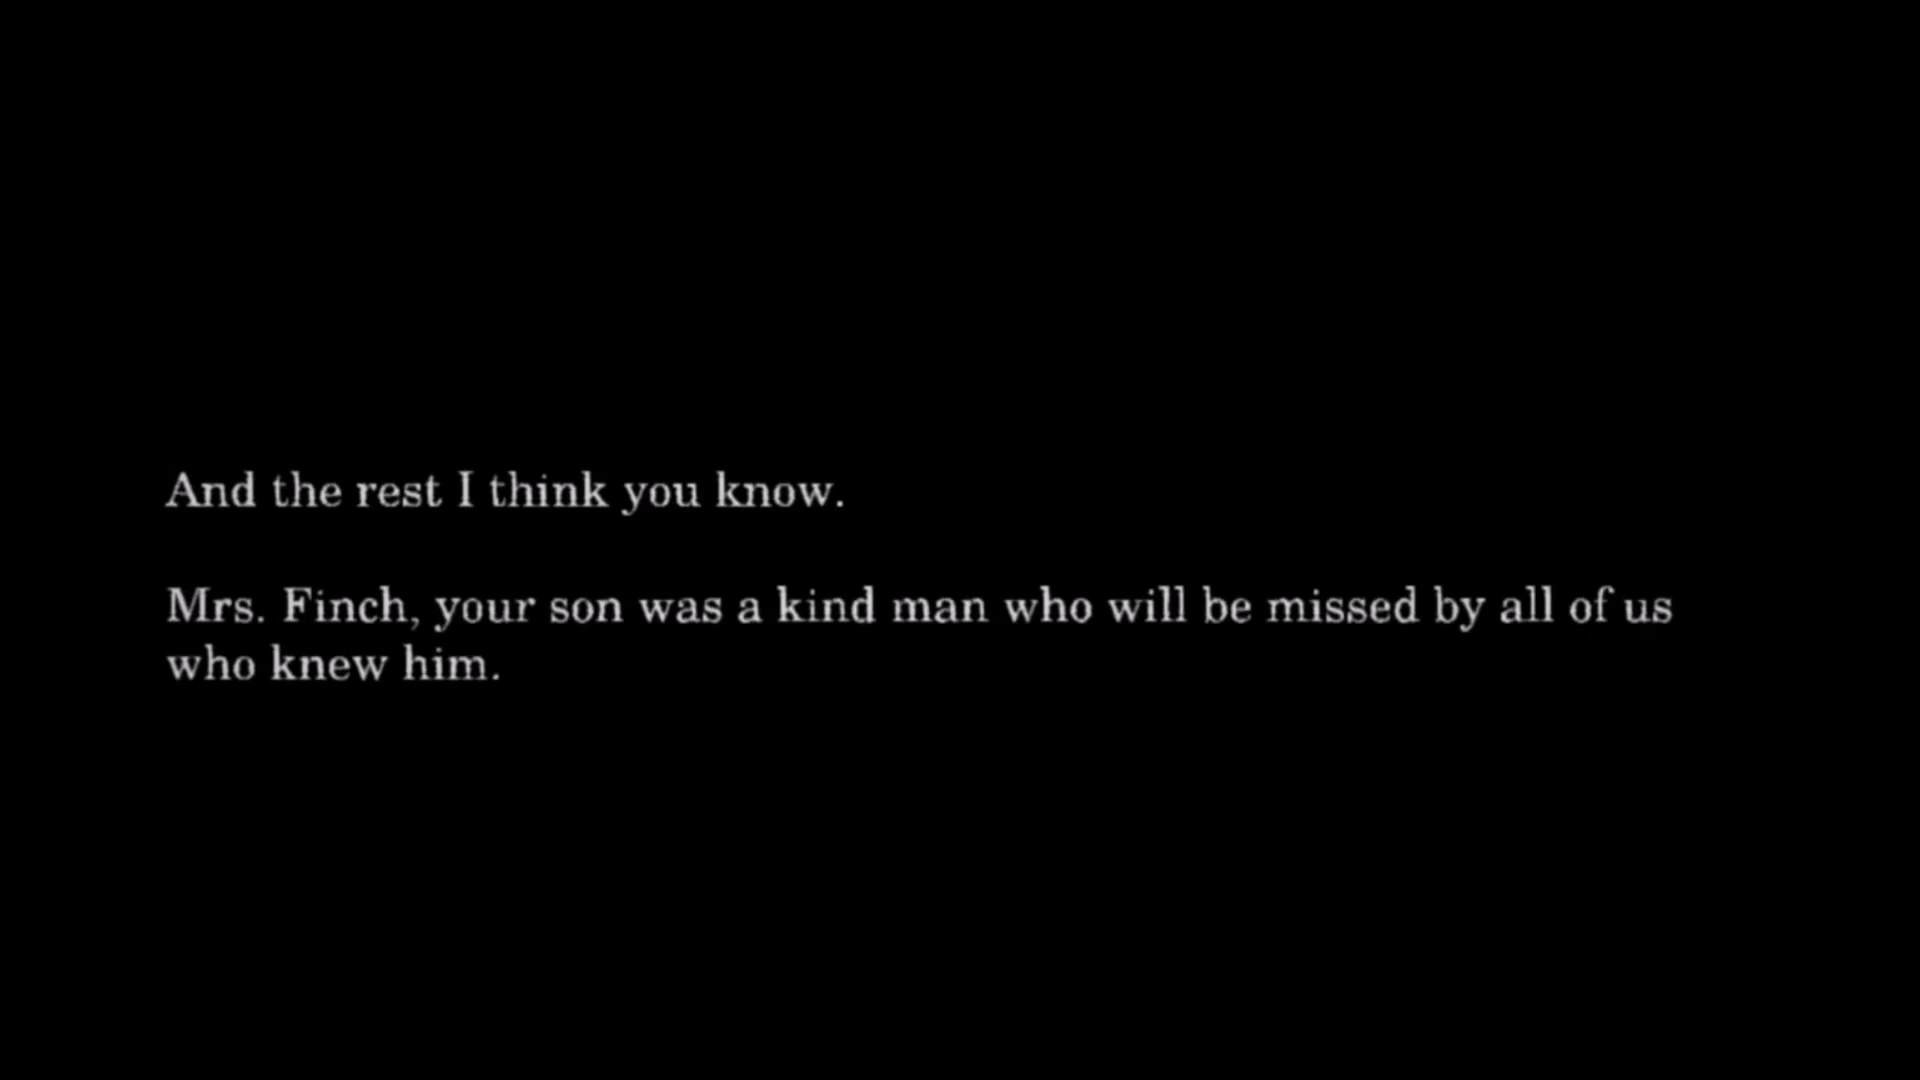 And the rest I think you know.
Mrs. Finch, your son was a kind man who will be missed by all of us
who knew him.